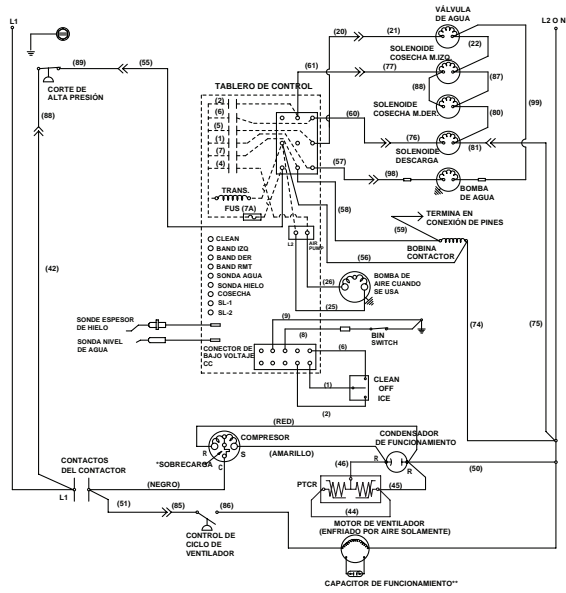 L1
L2 O N
VÁLVULA
DE AGUA
(20)
(21)
(22)
(89)
(55)
(61)
(77)
SOLENOIDE
COSECHA M.IZQ.
(87)
(88)
(99)
CORTE DE
ALTA PRESIÓN
TABLERO DE CONTROL
(2)
(6)
(5)
(1)
(7)
(4)
SOLENOIDE
COSECHA M.DER.
(80)
(88)
(60)
(76)
(81)
SOLENOIDE
DESCARGA
(57)
(98)
BOMBA
DE AGUA
TRANS.
FUS (7A)
(58)
TERMINA EN
CONEXIÓN DE PINES
(59)
L2
AIR
PUMP
BOBINA
CONTACTOR
(56)
CLEAN
BAND IZQ
BAND DER
BAND RMT
SONDA AGUA
SONDA HIELO
COSECHA
SL-1
SL-2
(42)
(26)
BOMBA DE
AIRE CUANDO
SE USA
(25)
(74)
(75)
SONDE ESPESOR
DE HIELO
SONDA NIVEL
DE AGUA
(9)
(8)
BIN
SWITCH
CONECTOR DE
BAJO VOLTAJE
CC
(6)
(1)
(2)
CLEAN
OFF
ICE
(RED)
COMPRESOR
R
S
C
*SOBRECARGA
(AMARILLO)
CONDENSADOR
DE FUNCIONAMIENTO
R
R
(50)
CONTACTOS
DEL CONTACTOR
L1
(NEGRO)
(46)
PTCR
(45)
(44)
(51)
(85)
(86)
CONTROL DE
CICLO DE
VENTILADOR
MOTOR DE VENTILADOR
(ENFRIADO POR AIRE SOLAMENTE)
CAPACITOR DE FUNCIONAMIENTO**